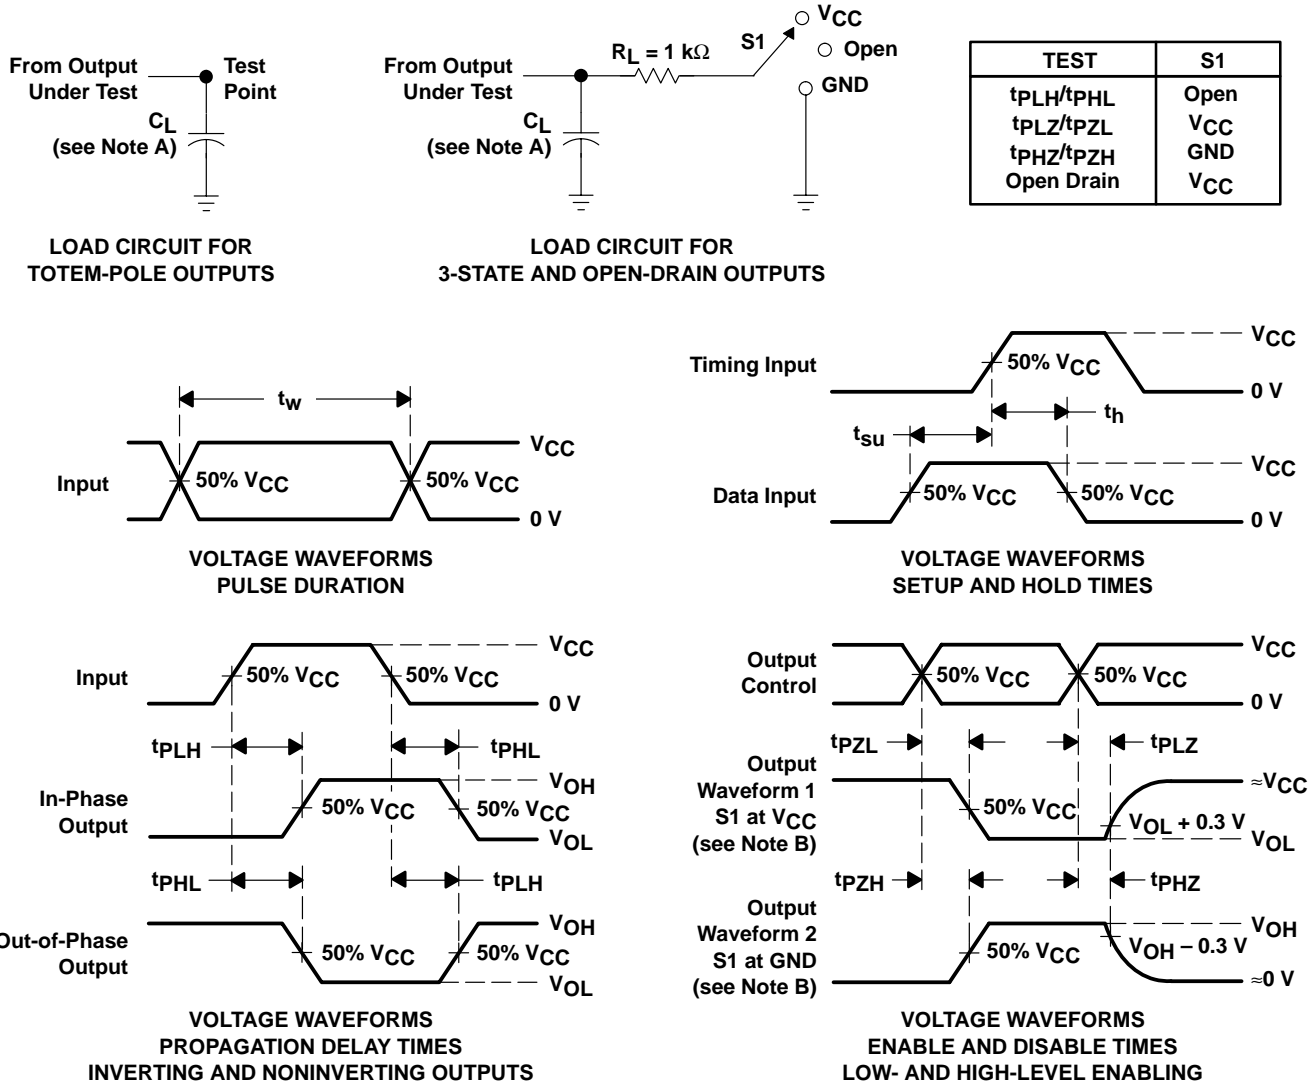 From Output
Under Test
Test
Point
CL
(see Note A)
LOAD CIRCUIT FOR
TOTEM-POLE OUTPUTS
From Output
Under Test
RL = 1 kΩ
S1
VCC
Open
GND
CL
(see Note A)
LOAD CIRCUIT FOR
3-STATE AND OPEN-DRAIN OUTPUTS
TEST S1
tPLH/tPHL Open
tPLZ/tPZL VCC
tPHZ/tPZH GND
Open Drain VCC
tw
Input
50% VCC
50% VCC
VCC
0 V
VOLTAGE WAVEFORMS
PULSE DURATION
Timing Input
50% VCC
VCC
0 V
th
tsu
Data Input
50% VCC
50% VCC
VCC
0 V
VOLTAGE WAVEFORMS
SETUP AND HOLD TIMES
Input
50% VCC
50% VCC
VCC
0 V
tPLH
tPHL
In-Phase
Output
50% VCC
50% VCC
VOH
VOL
tPHL
tPLH
Out-of-Phase
Output
50% VCC
50% VCC
VOH
VOL
VOLTAGE WAVEFORMS
PROPAGATION DELAY TIMES
INVERTING AND NONINVERTING OUTPUTS
Output
Control
50% VCC
50% VCC
VCC
0 V
tPZL
tPLZ
Output
Waveform 1
S1 at VCC
(see Note B)
50% VCC
VOL + 0.3 V
≈VCC
VOL
tPZH
tPHZ
Output
Waveform 2
S1 at GND
(see Note B)
50% VCC
VOH − 0.3 V
VOH
≈0 V
VOLTAGE WAVEFORMS
ENABLE AND DISABLE TIMES
LOW- AND HIGH-LEVEL ENABLING